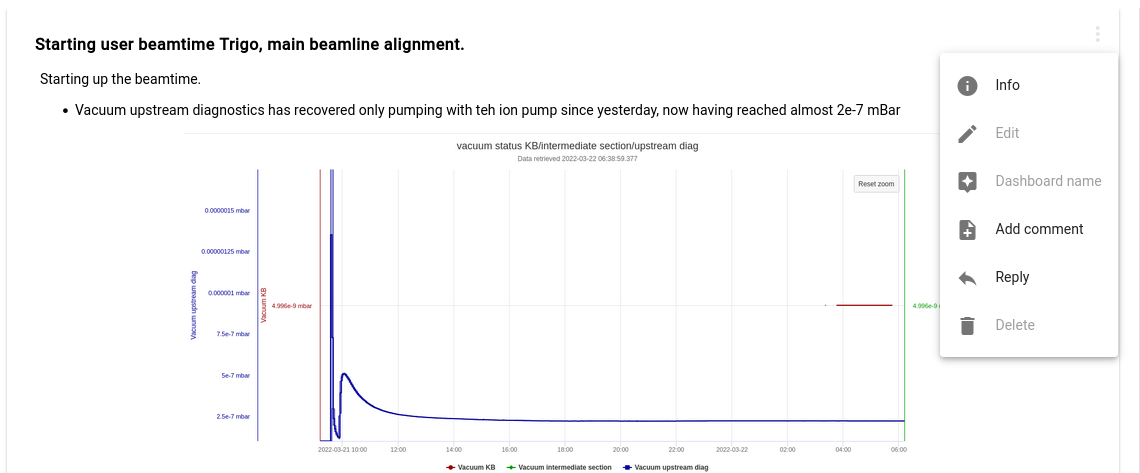 Starting user beamtime Trigo, main beamline alignment.
Starting up the beamtime.
• Vacuum upstream diagnostics has recovered only pumping with teh ion pump since yesterday, now having reached almost 2e-7 mBar
vacuum status KB/intermediate section/upstream diag
Data retrieved 2022-03-22 06:38:59.377
Reset zoom
Vacuum upstream diag
0.0000015 mbar
0.00000125 mbar
0.000001 mbar
7.5e-7 mbar
5e-7 mbar
2.5e-7 mbar
Vacuum KB
4.996e-9 mbar
4.996e-9
2022-03-21 10:00 12:00 14:00 16:00 18:00 20:00 22:00 2022-03-22 02:00 04:00 06:00
Vacuum KB Vacuum intermediate section Vacuum upstream diag
Info
Edit
Dashboard name
Add comment
Reply
Delete